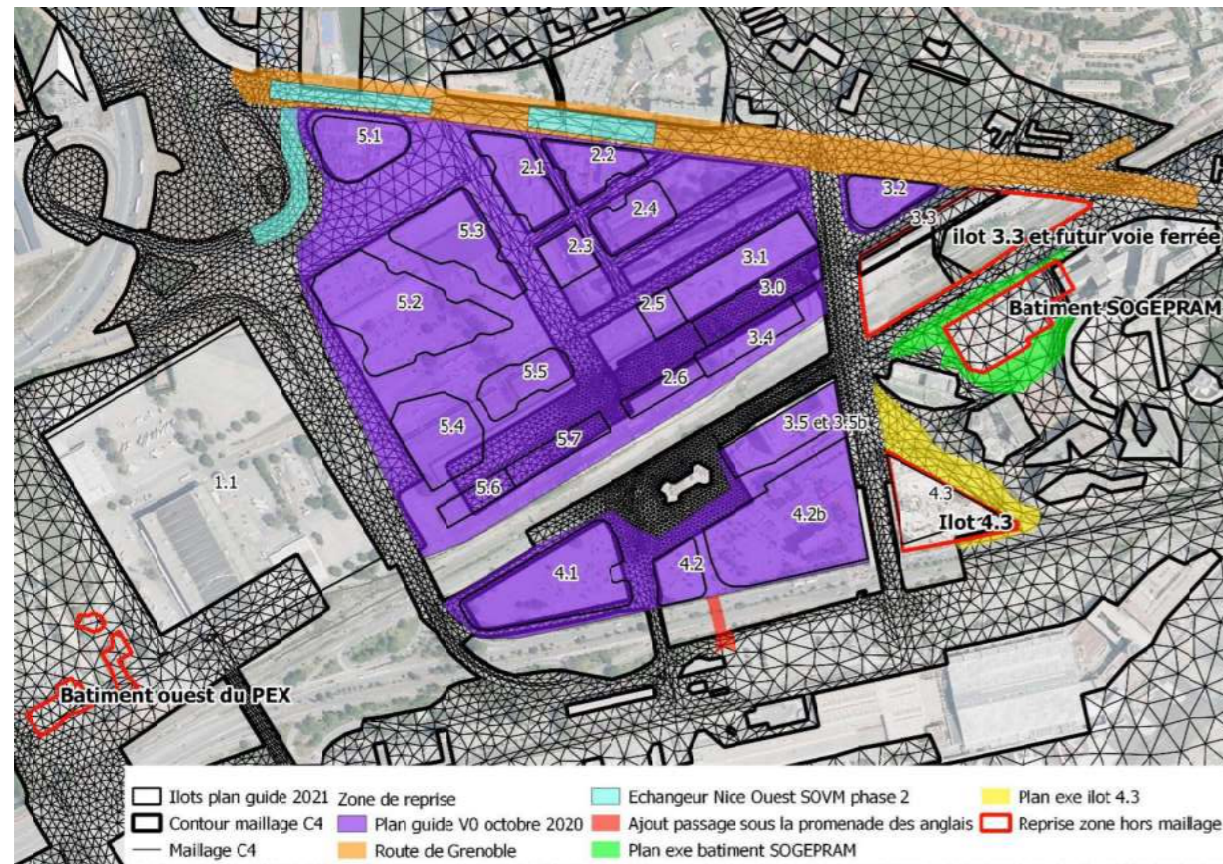 5.1
2.1
2.2
3.2
2.4
5.3
3.3
ilot 3.3 et futur voie ferrée
2.3
3.1
5.2
3.0
Batiment SOGEPRAM
2.5
3.4
5.5
2.6
5.4
3.5 et 3.5b
5.7
1.1
5.6
4.3
Ilot 4.3
4.2b
4.1
4.2
Batiment ouest du PEX
Ilots plan guide 2021 Zone de reprise Echangeur Nice Ouest SOVM phase 2 Plan exe ilot 4.3
Contour maillage C4 Plan guide V0 octobre 2020 Ajout passage sous la promenade des anglais Reprise zone hors maillage
Maillage C4 Route de Grenoble Plan exe batiment SOGEPRAM